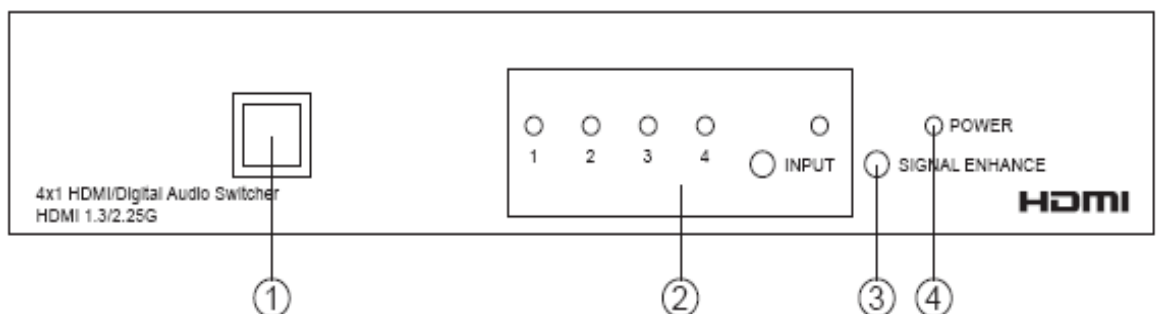 POWER
1 2 3 4
INPUT SIGNAL ENHANCE
4x1 HDMI/Digital Audio Switcher
HDMI 1.3/2.25G
HDMI
1 2 3 4